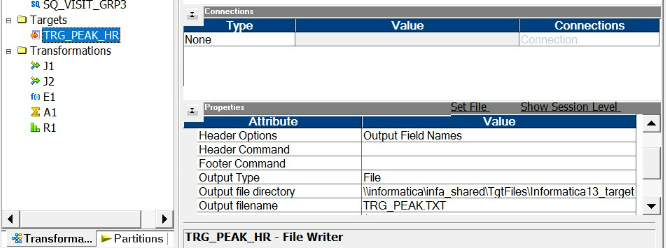 SQ_VISIT_GRP3
Targets
TRG_PEAK_HR
Transformations
J1
J2
E1
A1
R1
Transforma... Partitions
Connections
Type Value Connections
None Connection
Properties Set File Show Session Level
Attribute Value
Header Options Output Field Names
Header Command
Footer Command
Output Type File
Output file directory \\informatica\infa_shared\TgtFiles\Informatica13_target
Output filename TRG_PEAK.TXT
TRG_PEAK_HR - File Writer